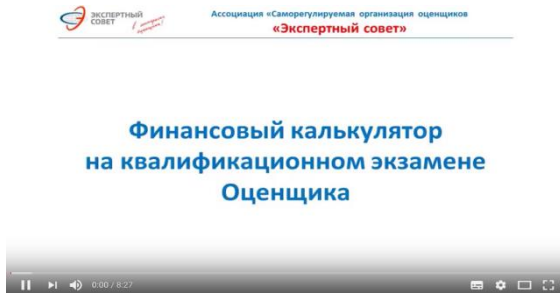 ЭКСПЕРТНЫЙ
СОВЕТ
Ассоциация «Саморегулируемая организация оценщиков
«Экспертный совет»
Финансовый калькулятор
на квалификационном экзамене
Оценщика
0:00 / 8:27